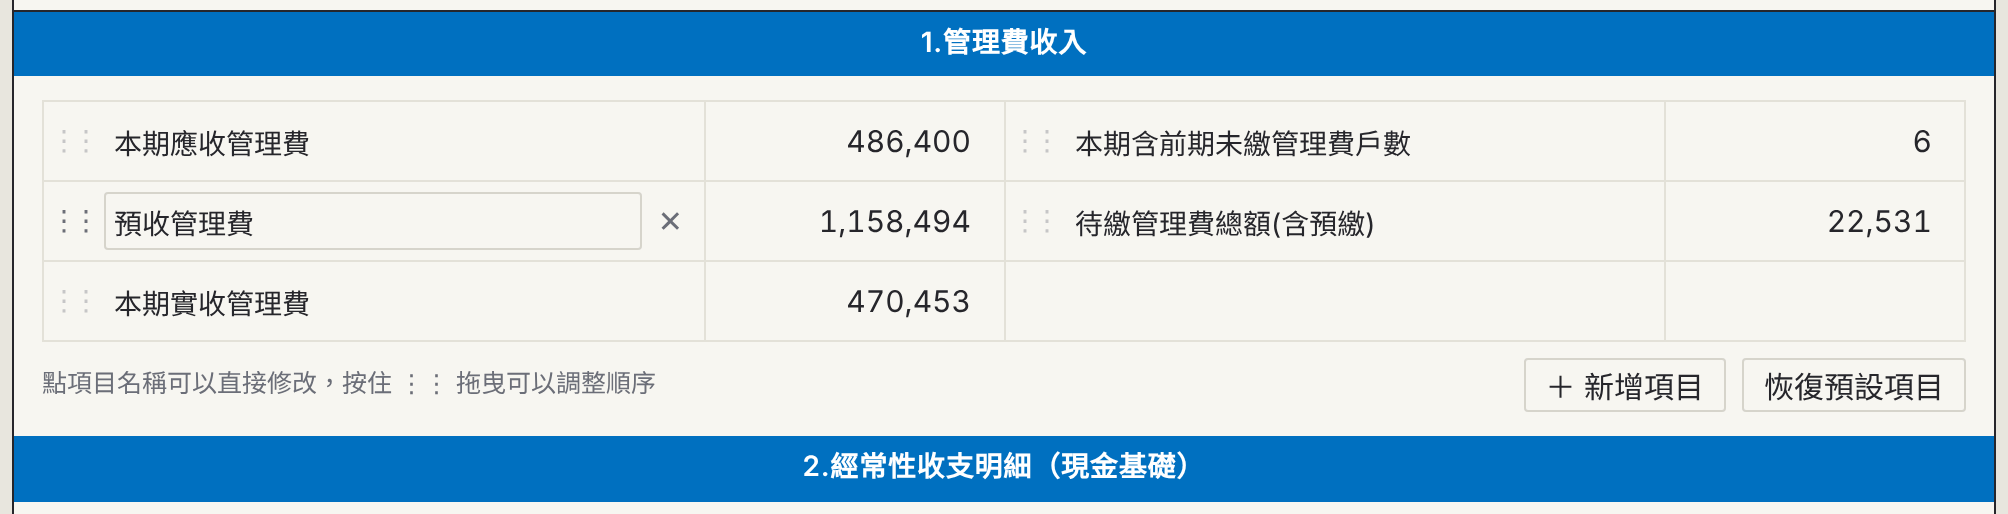 1.管理費收入
本期應收管理費 486,400 本期含前期未繳管理費戶數 6
預收管理費 × 1,158,494 待繳管理費總額(含預繳) 22,531
本期實收管理費 470,453
點項目名稱可以直接修改，按住 ⋮⋮ 拖曳可以調整順序
＋ 新增項目 恢復預設項目
2.經常性收支明細（現金基礎）